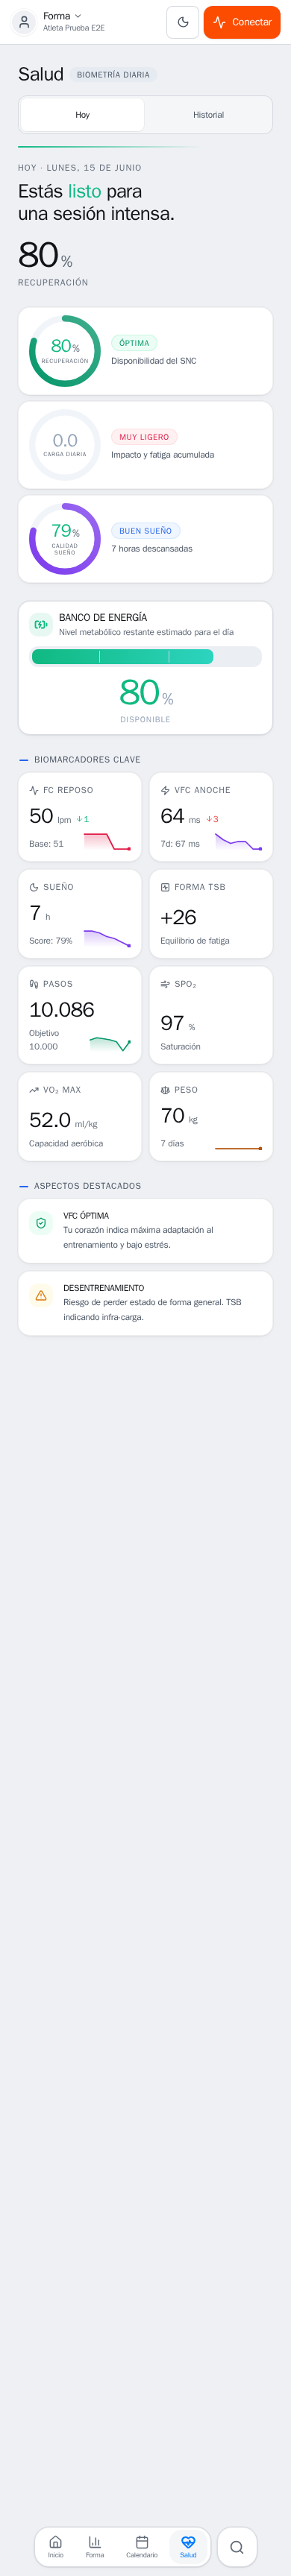 Forma
Atleta Prueba E2E
Conectar
Salud
BIOMETRÍA DIARIA
Hoy
Historial
HOY · LUNES, 15 DE JUNIO
Estás listo para
una sesión intensa.
80%
RECUPERACIÓN
80%
RECUPERACIÓN
ÓPTIMA
Disponibilidad del SNC
0.0
CARGA DIARIA
MUY LIGERO
Impacto y fatiga acumulada
79%
CALIDAD
SUEÑO
BUEN SUEÑO
7 horas descansadas
BANCO DE ENERGÍA
Nivel metabólico restante estimado para el día
80%
DISPONIBLE
BIOMARCADORES CLAVE
FC REPOSO
50 lpm ↓1
Base: 51
VFC ANOCHE
64 ms ↓3
7d: 67 ms
SUEÑO
7 h
Score: 79%
FORMA TSB
+26
Equilibrio de fatiga
PASOS
10.086
Objetivo
10.000
SPO₂
97 %
Saturación
VO₂ MAX
52.0 ml/kg
Capacidad aeróbica
PESO
70 kg
7 días
ASPECTOS DESTACADOS
VFC ÓPTIMA
Tu corazón indica máxima adaptación al
entrenamiento y bajo estrés.
DESENTRENAMIENTO
Riesgo de perder estado de forma general. TSB
indicando infra-carga.
Inicio
Forma
Calendario
Salud